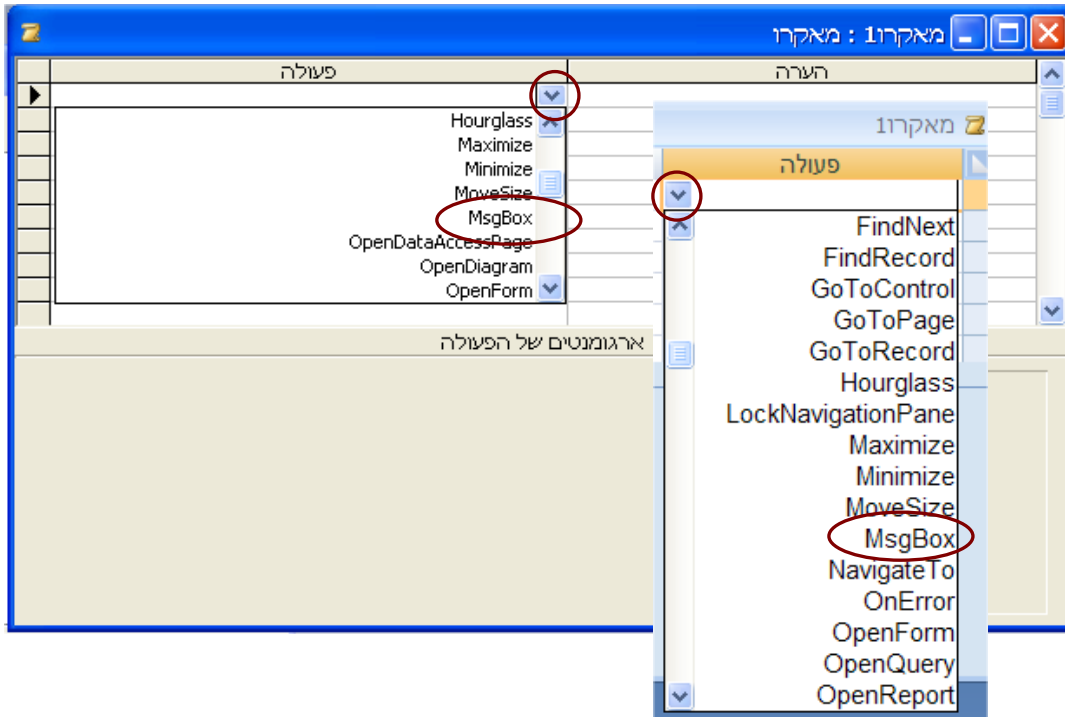 מאקרו1 : מאקרו
פעולה
הערה
Hourglass
Maximize
Minimize
MoveSize
MsgBox
OpenDataAccessPage
OpenDiagram
OpenForm
ארגומנטים של הפעולה
מאקרו1
פעולה
FindNext
FindRecord
GoToControl
GoToPage
GoToRecord
Hourglass
LockNavigationPane
Maximize
Minimize
MoveSize
MsgBox
NavigateTo
OnError
OpenForm
OpenQuery
OpenReport